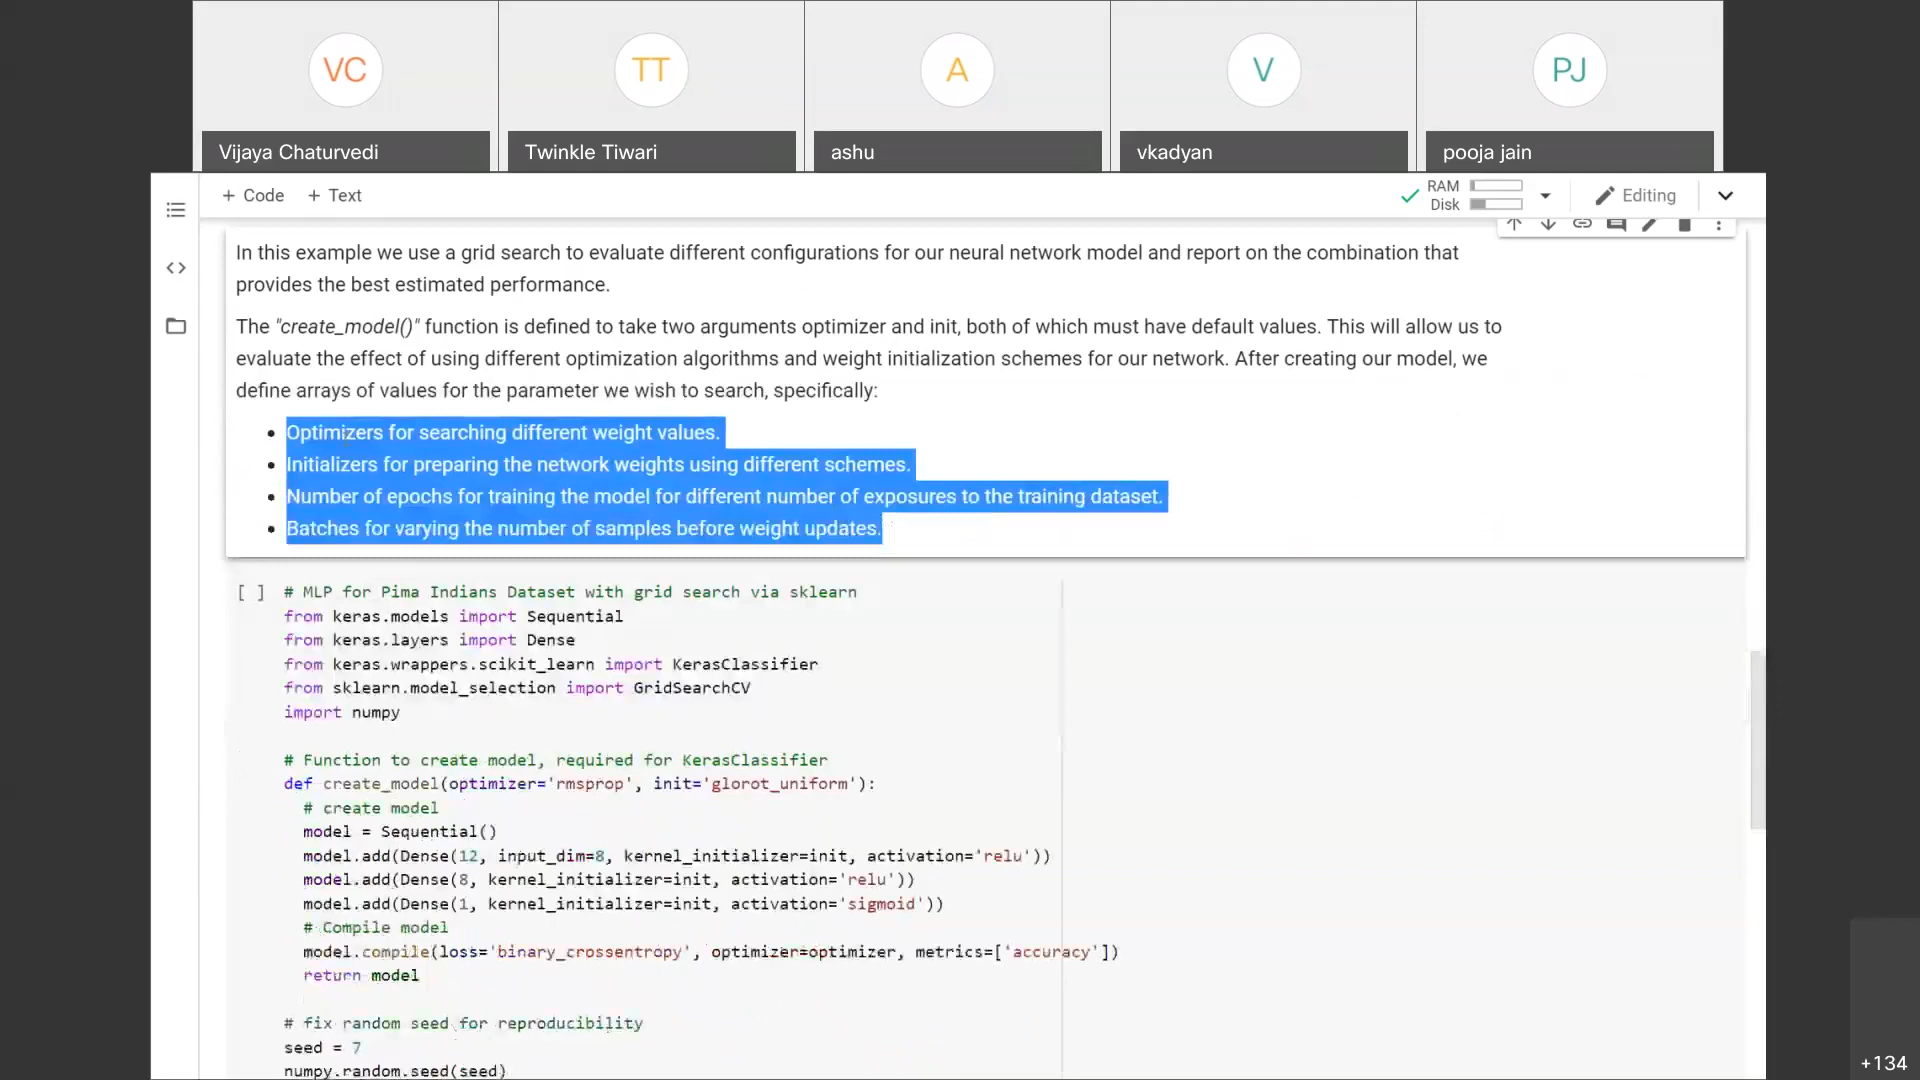 VC TT A V PJ
Vijaya Chaturvedi Twinkle Tiwari ashu vkadyan pooja jain
+ Code + Text RAM Disk Editing
In this example we use a grid search to evaluate different configurations for our neural network model and report on the combination that
provides the best estimated performance.
The "create_model()" function is defined to take two arguments optimizer and init, both of which must have default values. This will allow us to
evaluate the effect of using different optimization algorithms and weight initialization schemes for our network. After creating our model, we
define arrays of values for the parameter we wish to search, specifically:
• Optimizers for searching different weight values.
• Initializers for preparing the network weights using different schemes.
• Number of epochs for training the model for different number of exposures to the training dataset.
• Batches for varying the number of samples before weight updates.
[ ] # MLP for Pima Indians Dataset with grid search via sklearn
from keras.models import Sequential
from keras.layers import Dense
from keras.wrappers.scikit_learn import KerasClassifier
from sklearn.model_selection import GridSearchCV
import numpy
# Function to create model, required for KerasClassifier
def create_model(optimizer='rmsprop', init='glorot_uniform'):
# create model
model = Sequential()
model.add(Dense(12, input_dim=8, kernel_initializer=init, activation='relu'))
model.add(Dense(8, kernel_initializer=init, activation='relu'))
model.add(Dense(1, kernel_initializer=init, activation='sigmoid'))
# Compile model
model.compile(loss='binary_crossentropy', optimizer=optimizer, metrics=['accuracy'])
return model
# fix random seed for reproducibility
seed = 7
numpy.random.seed(seed)
+134